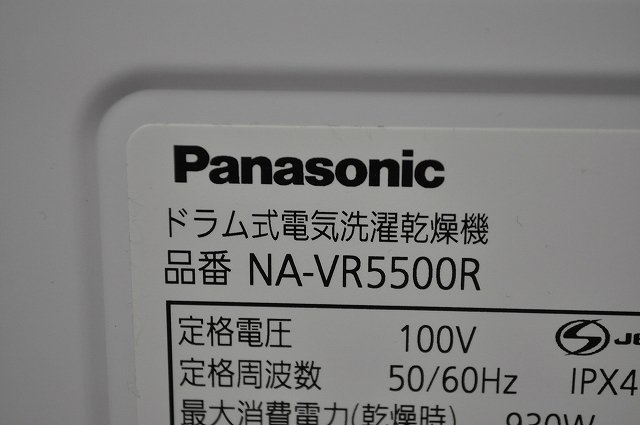 Panasonic
ドラム式電気洗濯乾燥機
品番 NA-VR5500R
定格電圧 100V
定格周波数 50/60Hz IPX4
最大消費電力(乾燥時) 930W